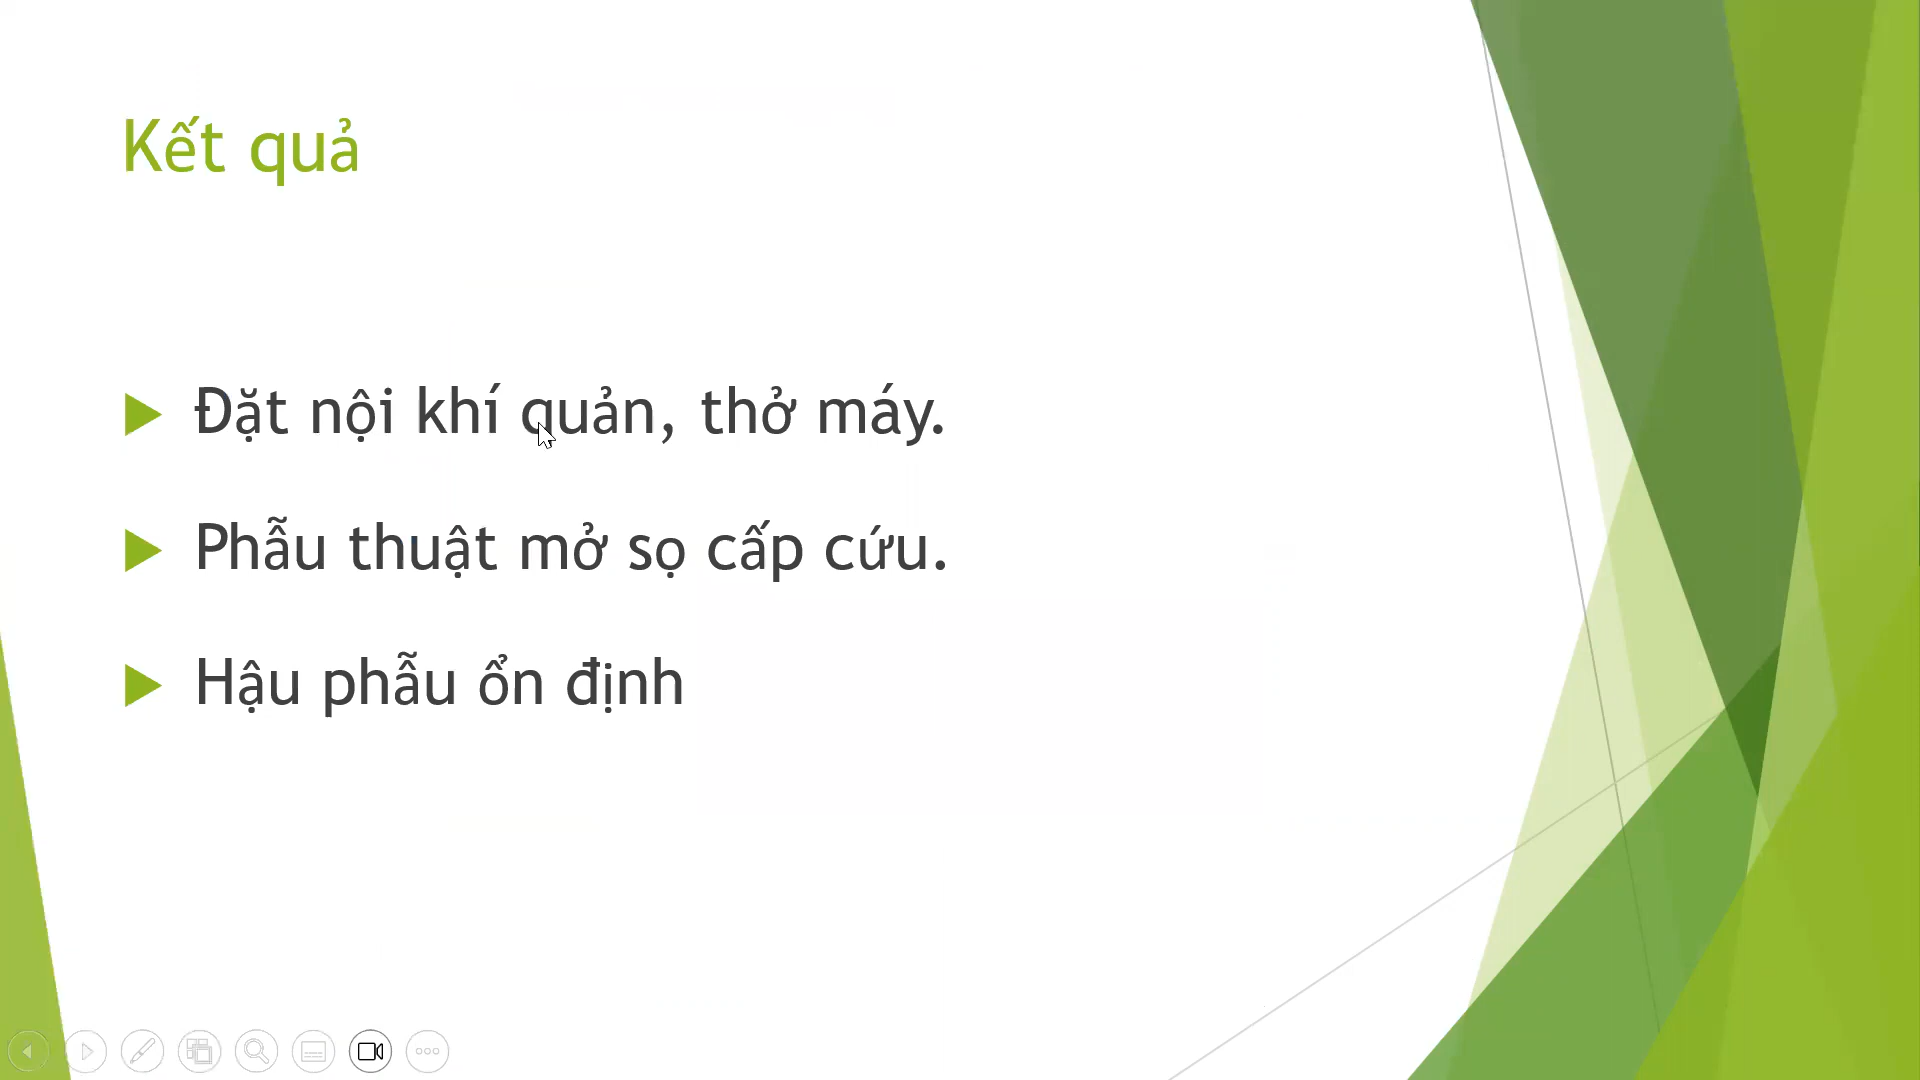 Kết quả
Đặt nội khí quản, thở máy.
Phẫu thuật mở sọ cấp cứu.
Hậu phẫu ổn định